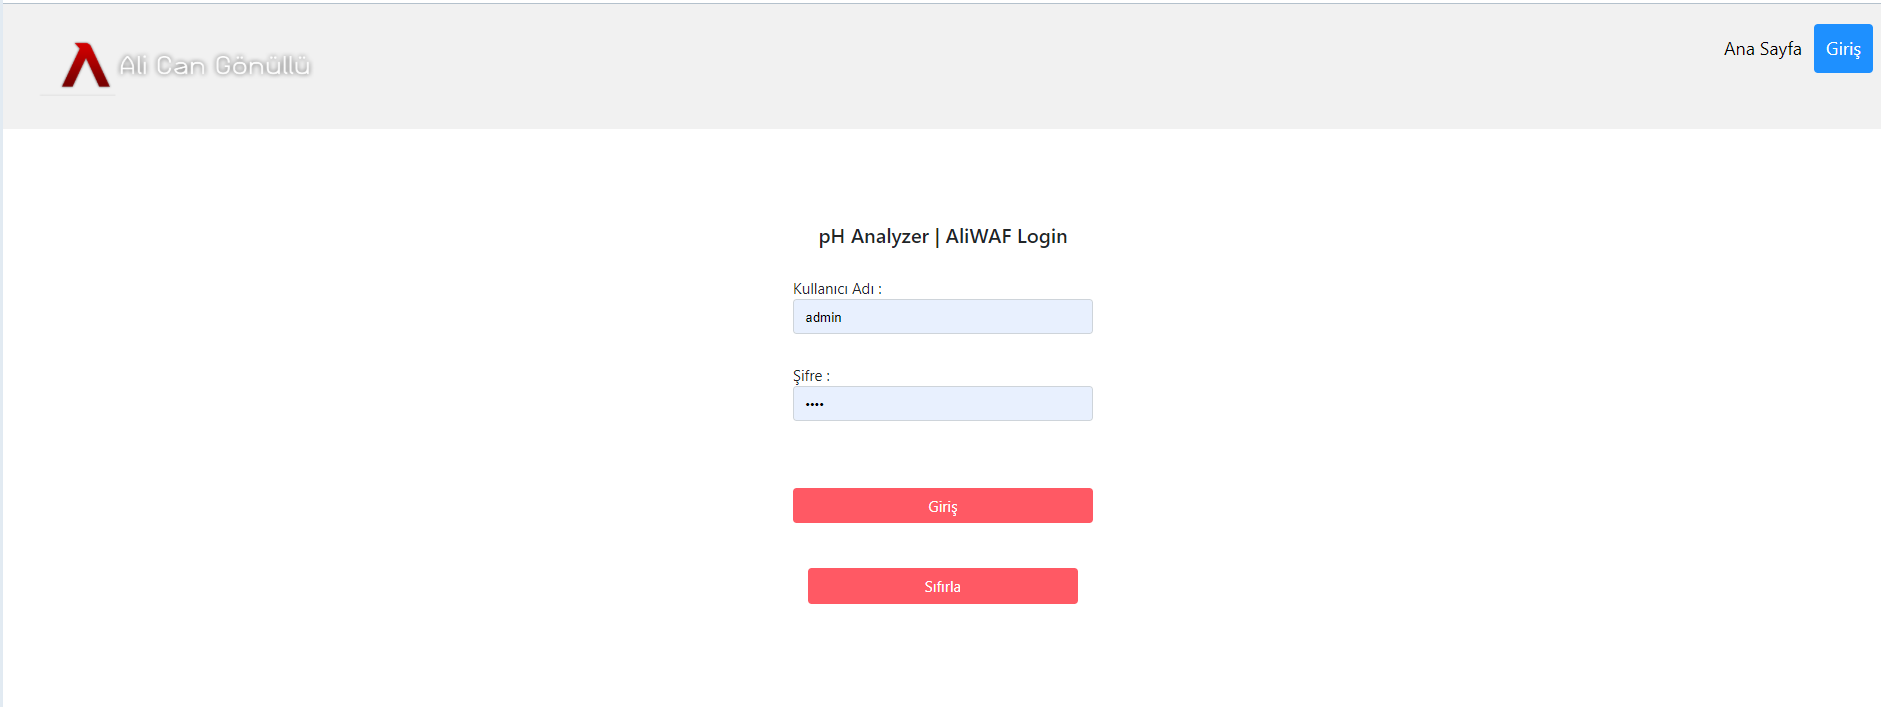 Ali Can Gönüllü
Ana Sayfa
Giriş
pH Analyzer | AliWAF Login
Kullanıcı Adı :
admin
Şifre :
••••
Giriş
Sıfırla